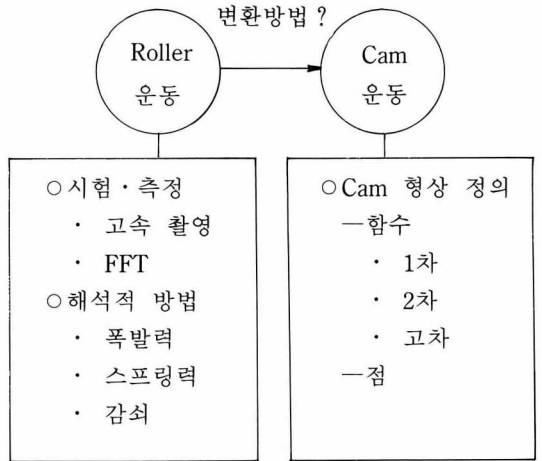 변환방법?
Roller
운동
Cam
운동
○시험·측정
· 고속 촬영
· FFT
○해석적 방법
· 폭발력
· 스프링력
· 감쇠
○Cam 형상 정의
—함수
· 1차
· 2차
· 고차
—점